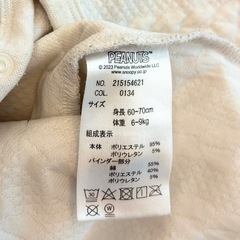 PEANUTS
© 2023 Peanuts Worldwide LLC
www.snoopy.co.jp
NO. 215154621
COL. 0134
サイズ
身長 60-70cm
体重 6-9kg
組成表示
本体 ポリエステル 95%
ポリウレタン 5%
バインダー部分
綿 55%
ポリエステル 40%
ポリウレタン 5%